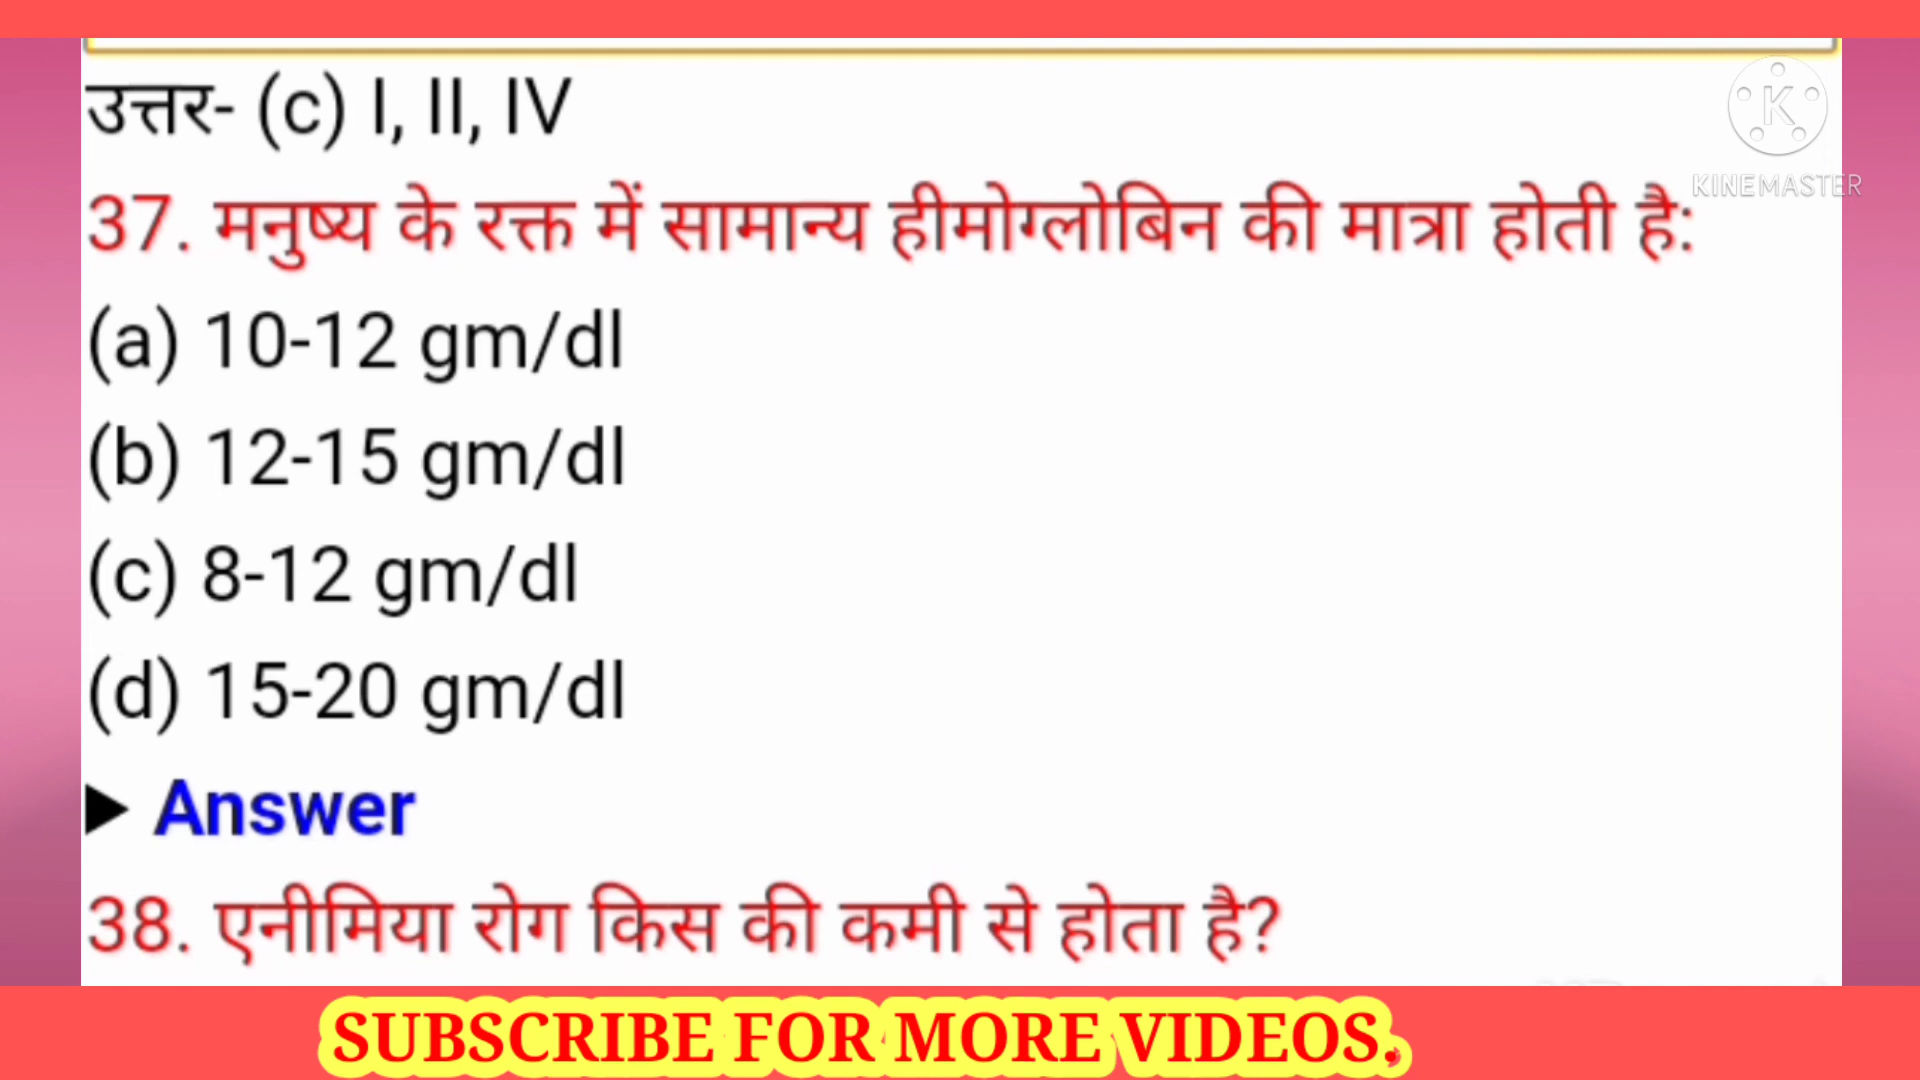 उत्तर- (c) I, II, IV
37. मनुष्य के रक्त में सामान्य हीमोग्लोबिन की मात्रा होती है:
(a) 10-12 gm/dl
(b) 12-15 gm/dl
(c) 8-12 gm/dl
(d) 15-20 gm/dl
▶ Answer
38. एनीमिया रोग किस की कमी से होता है?
K
KINEMASTER
SUBSCRIBE FOR MORE VIDEOS,